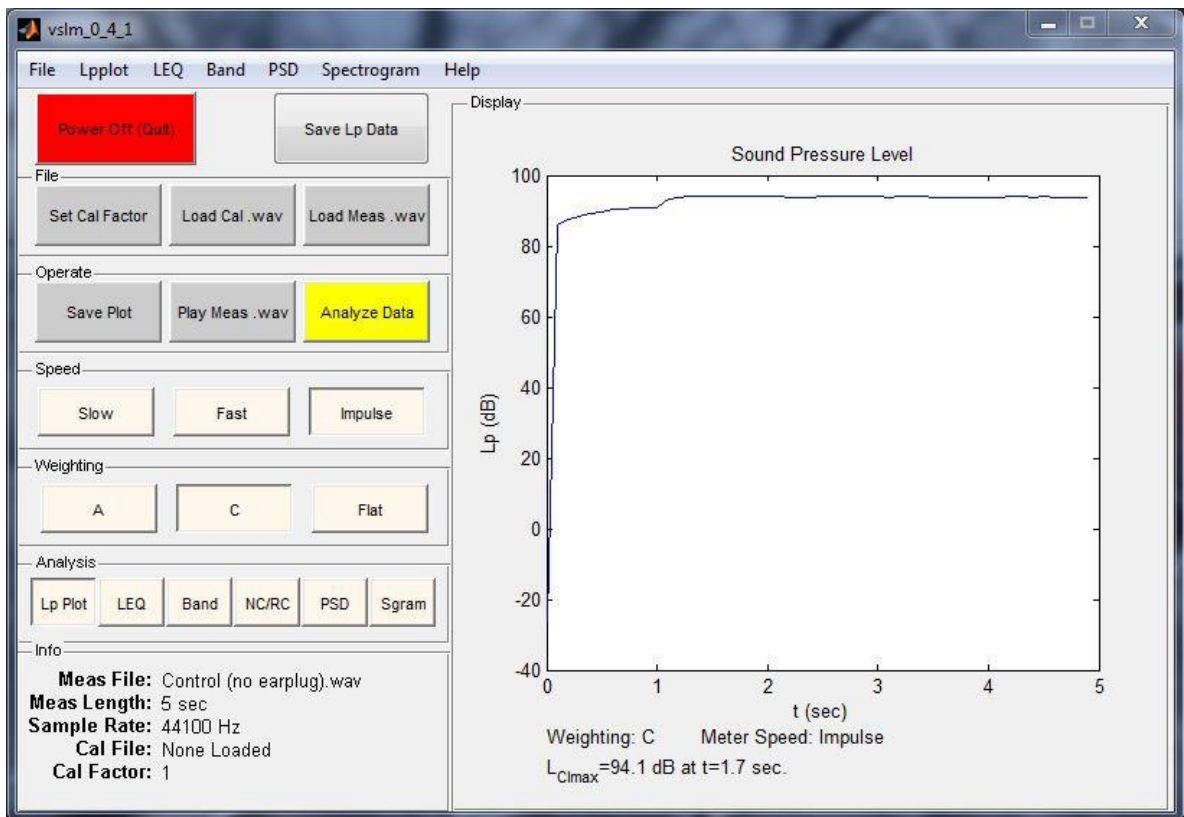 vslm_0_4_1
File Lpplot LEQ Band PSD Spectrogram Help
Power Off (Quit)
Save Lp Data
File
Set Cal Factor
Load Cal .wav
Load Meas .wav
Operate
Save Plot
Play Meas .wav
Analyze Data
Speed
Slow
Fast
Impulse
Weighting
A
C
Flat
Analysis
Lp Plot
LEQ
Band
NC/RC
PSD
Sgram
Info
Meas File: Control (no earplug).wav
Meas Length: 5 sec
Sample Rate: 44100 Hz
Cal File: None Loaded
Cal Factor: 1
Display
Sound Pressure Level
100
80
60
40
20
0
-20
-40
Lp (dB)
0 1 2 3 4 5
t (sec)
Weighting: C Meter Speed: Impulse
LCImax=94.1 dB at t=1.7 sec.